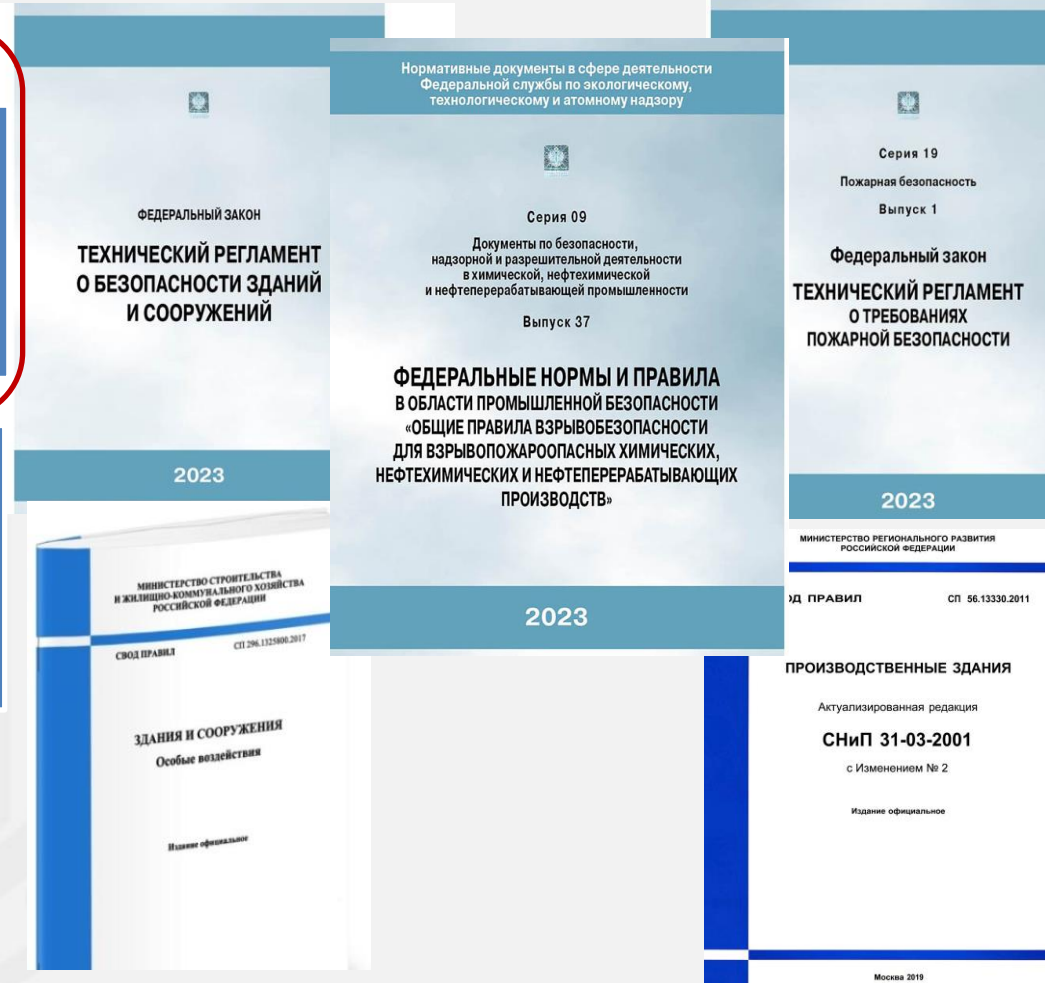 ФЕДЕРАЛЬНЫЙ ЗАКОН
ТЕХНИЧЕСКИЙ РЕГЛАМЕНТ
О БЕЗОПАСНОСТИ ЗДАНИЙ
И СООРУЖЕНИЙ
2023
Нормативные документы в сфере деятельности
Федеральной службы по экологическому,
технологическому и атомному надзору
Серия 09
Документы по безопасности,
надзорной и разрешительной деятельности
в химической, нефтехимической
и нефтеперерабатывающей промышленности
Выпуск 37
ФЕДЕРАЛЬНЫЕ НОРМЫ И ПРАВИЛА
В ОБЛАСТИ ПРОМЫШЛЕННОЙ БЕЗОПАСНОСТИ
«ОБЩИЕ ПРАВИЛА ВЗРЫВОБЕЗОПАСНОСТИ
ДЛЯ ВЗРЫВОПОЖАРООПАСНЫХ ХИМИЧЕСКИХ,
НЕФТЕХИМИЧЕСКИХ И НЕФТЕПЕРЕРАБАТЫВАЮЩИХ
ПРОИЗВОДСТВ»
2023
Серия 19
Пожарная безопасность
Выпуск 1
Федеральный закон
ТЕХНИЧЕСКИЙ РЕГЛАМЕНТ
О ТРЕБОВАНИЯХ
ПОЖАРНОЙ БЕЗОПАСНОСТИ
2023
МИНИСТЕРСТВО СТРОИТЕЛЬСТВА
И ЖИЛИЩНО-КОММУНАЛЬНОГО ХОЗЯЙСТВА
РОССИЙСКОЙ ФЕДЕРАЦИИ
СВОД ПРАВИЛ СП 296.1325800.2017
ЗДАНИЯ И СООРУЖЕНИЯ
Особые воздействия
Издание официальное
МИНИСТЕРСТВО РЕГИОНАЛЬНОГО РАЗВИТИЯ
РОССИЙСКОЙ ФЕДЕРАЦИИ
ОД ПРАВИЛ СП 56.13330.2011
ПРОИЗВОДСТВЕННЫЕ ЗДАНИЯ
Актуализированная редакция
СНиП 31-03-2001
с Изменением № 2
Издание официальное
Москва 2019